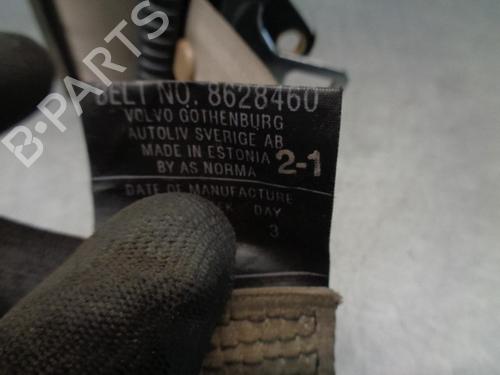 B-Parts
BELT NO. 8628460
VOLVO GOTHENBURG
AUTOLIV SVERIGE AB
MADE IN ESTONIA 2-1
BY AS NORMA
DATE OF MANUFACTURE
DAY
3